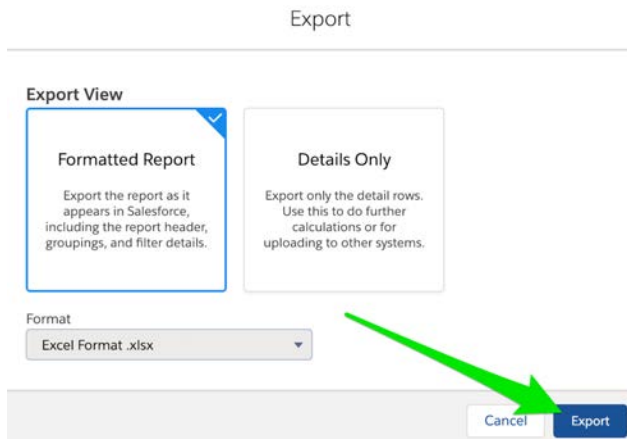 Export
Export View
Formatted Report
Export the report as it
appears in Salesforce,
including the report header,
groupings, and filter details.
Details Only
Export only the detail rows.
Use this to do further
calculations or for
uploading to other systems.
Format
Excel Format .xlsx
Cancel
Export